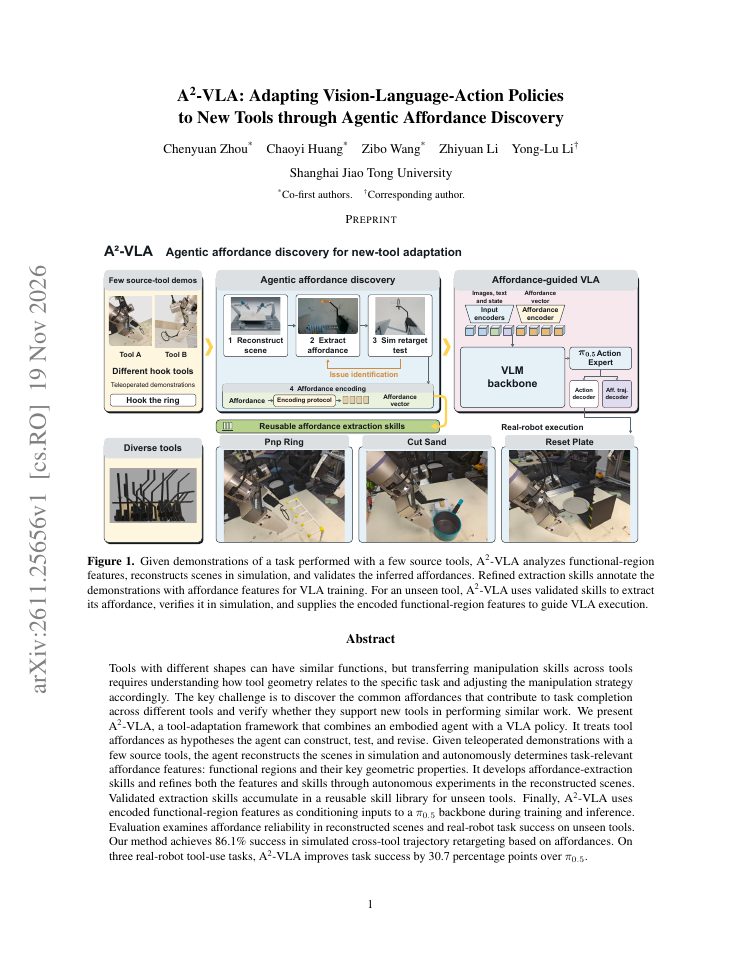 A²-VLA: Adapting Vision-Language-Action Policies
to New Tools through Agentic Affordance Discovery
Chenyuan Zhou* Chaoyi Huang* Zibo Wang* Zhiyuan Li Yong-Lu Li†
Shanghai Jiao Tong University
*Co-first authors. †Corresponding author.
PREPRINT
arXiv:2611.25656v1 [cs.RO] 19 Nov 2026
A²-VLA Agentic affordance discovery for new-tool adaptation
Few source-tool demos
Tool A Tool B
Different hook tools
Teleoperated demonstrations
Hook the ring
Agentic affordance discovery
1 Reconstruct
scene
2 Extract
affordance
3 Sim retarget
test
Issue identification
4 Affordance encoding
Affordance
Encoding protocol
Affordance
vector
Reusable affordance extraction skills
Affordance-guided VLA
Images, text
and state
Affordance
vector
Input
encoders
Affordance
encoder
VLM
backbone
π0.5 Action
Expert
Action
decoder
Aff. traj.
decoder
Real-robot execution
Diverse tools
Pnp Ring
Cut Sand
Reset Plate
Figure 1. Given demonstrations of a task performed with a few source tools, A²-VLA analyzes functional-region
features, reconstructs scenes in simulation, and validates the inferred affordances. Refined extraction skills annotate the
demonstrations with affordance features for VLA training. For an unseen tool, A²-VLA uses validated skills to extract
its affordance, verifies it in simulation, and supplies the encoded functional-region features to guide VLA execution.
Abstract
Tools with different shapes can have similar functions, but transferring manipulation skills across tools
requires understanding how tool geometry relates to the specific task and adjusting the manipulation strategy
accordingly. The key challenge is to discover the common affordances that contribute to task completion
across different tools and verify whether they support new tools in performing similar work. We present
A²-VLA, a tool-adaptation framework that combines an embodied agent with a VLA policy. It treats tool
affordances as hypotheses the agent can construct, test, and revise. Given teleoperated demonstrations with a
few source tools, the agent reconstructs the scenes in simulation and autonomously determines task-relevant
affordance features: functional regions and their key geometric properties. It develops affordance-extraction
skills and refines both the features and skills through autonomous experiments in the reconstructed scenes.
Validated extraction skills accumulate in a reusable skill library for unseen tools. Finally, A²-VLA uses
encoded functional-region features as conditioning inputs to a π0.5 backbone during training and inference.
Evaluation examines affordance reliability in reconstructed scenes and real-robot task success on unseen tools.
Our method achieves 86.1% success in simulated cross-tool trajectory retargeting based on affordances. On
three real-robot tool-use tasks, A²-VLA improves task success by 30.7 percentage points over π0.5.
1